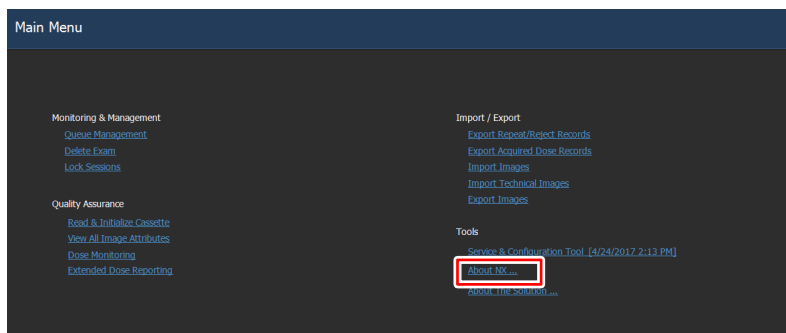 Main Menu
Monitoring & Management
Queue Management
Delete Exam
Lock Sessions
Quality Assurance
Read & Initialize Cassette
View All Image Attributes
Dose Monitoring
Extended Dose Reporting
Import / Export
Export Repeat/Reject Records
Export Acquired Dose Records
Import Images
Import Technical Images
Export Images
Tools
Service & Configuration Tool [4/24/2017 2:13 PM]
About NX ...
About The Solution ...